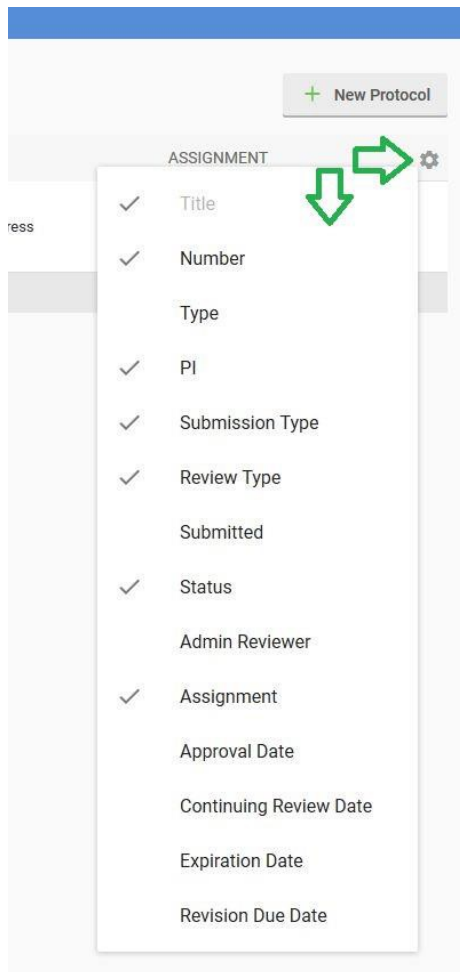 + New Protocol
ASSIGNMENT
ress
Title
Number
Type
PI
Submission Type
Review Type
Submitted
Status
Admin Reviewer
Assignment
Approval Date
Continuing Review Date
Expiration Date
Revision Due Date